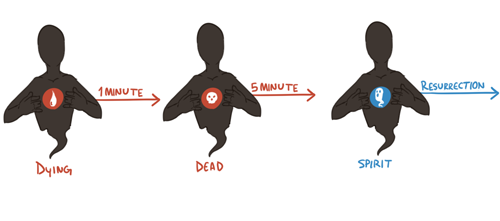 1 MINUTE
5 MINUTE
RESURRECTION
DYING
DEAD
SPIRIT